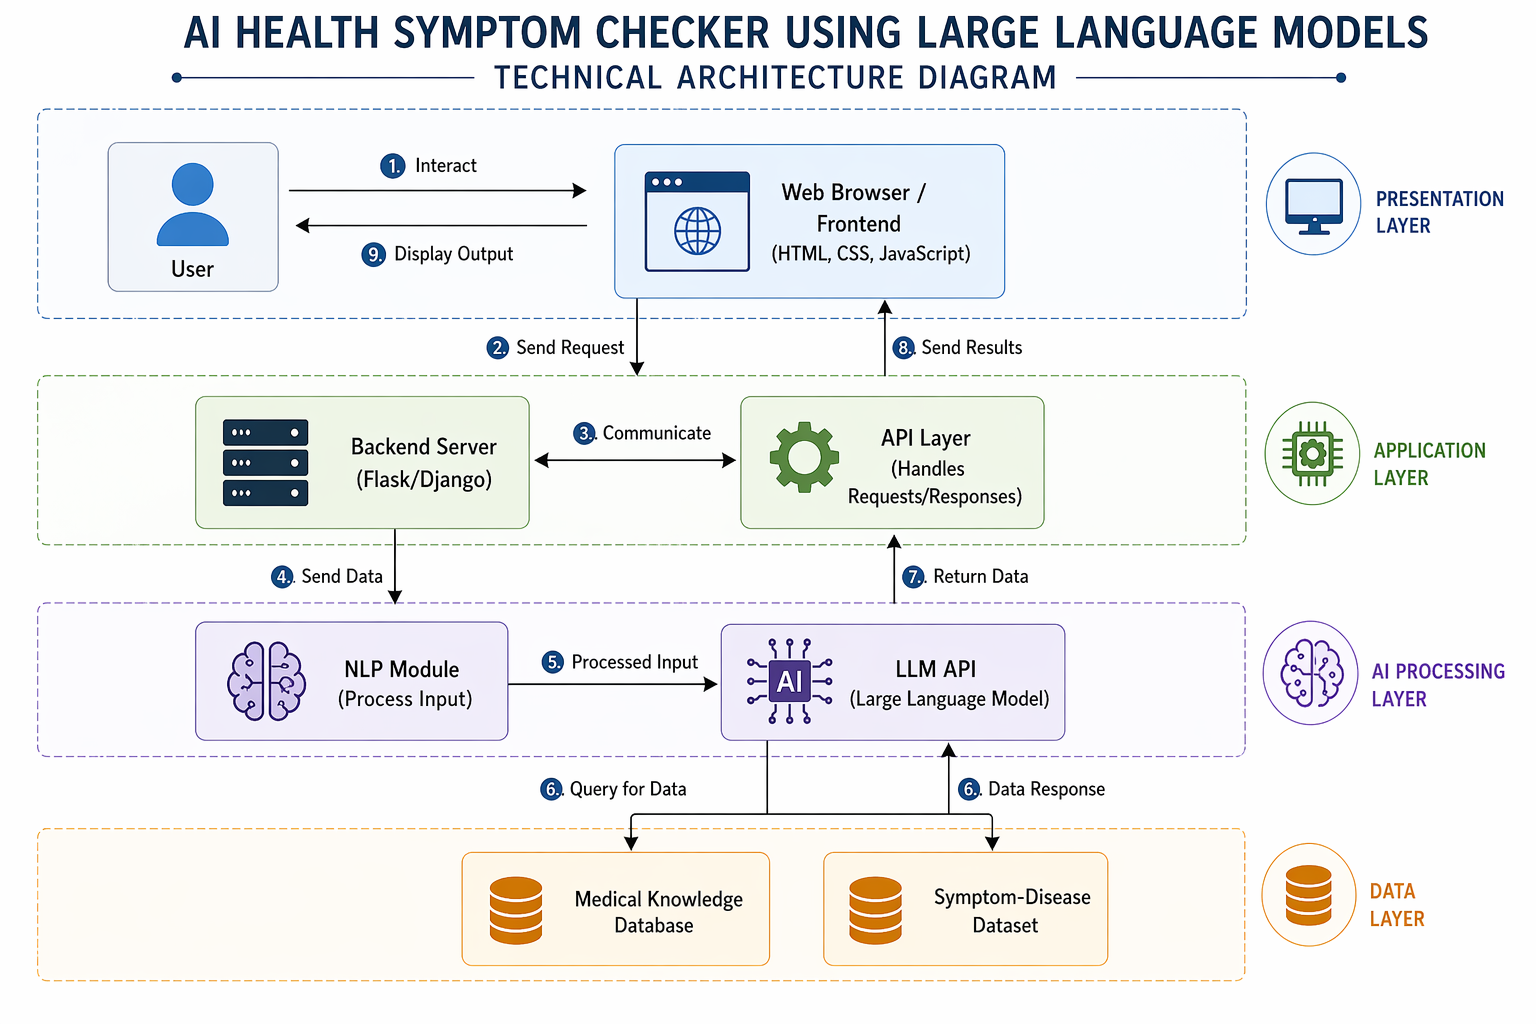 AI HEALTH SYMPTOM CHECKER USING LARGE LANGUAGE MODELS
TECHNICAL ARCHITECTURE DIAGRAM
User
1. Interact
9. Display Output
Web Browser /
Frontend
(HTML, CSS, JavaScript)
PRESENTATION
LAYER
2. Send Request
8. Send Results
Backend Server
(Flask/Django)
3. Communicate
API Layer
(Handles
Requests/Responses)
APPLICATION
LAYER
4. Send Data
7. Return Data
NLP Module
(Process Input)
5. Processed Input
AI
LLM API
(Large Language Model)
AI PROCESSING
LAYER
6. Query for Data
6. Data Response
Medical Knowledge
Database
Symptom-Disease
Dataset
DATA
LAYER